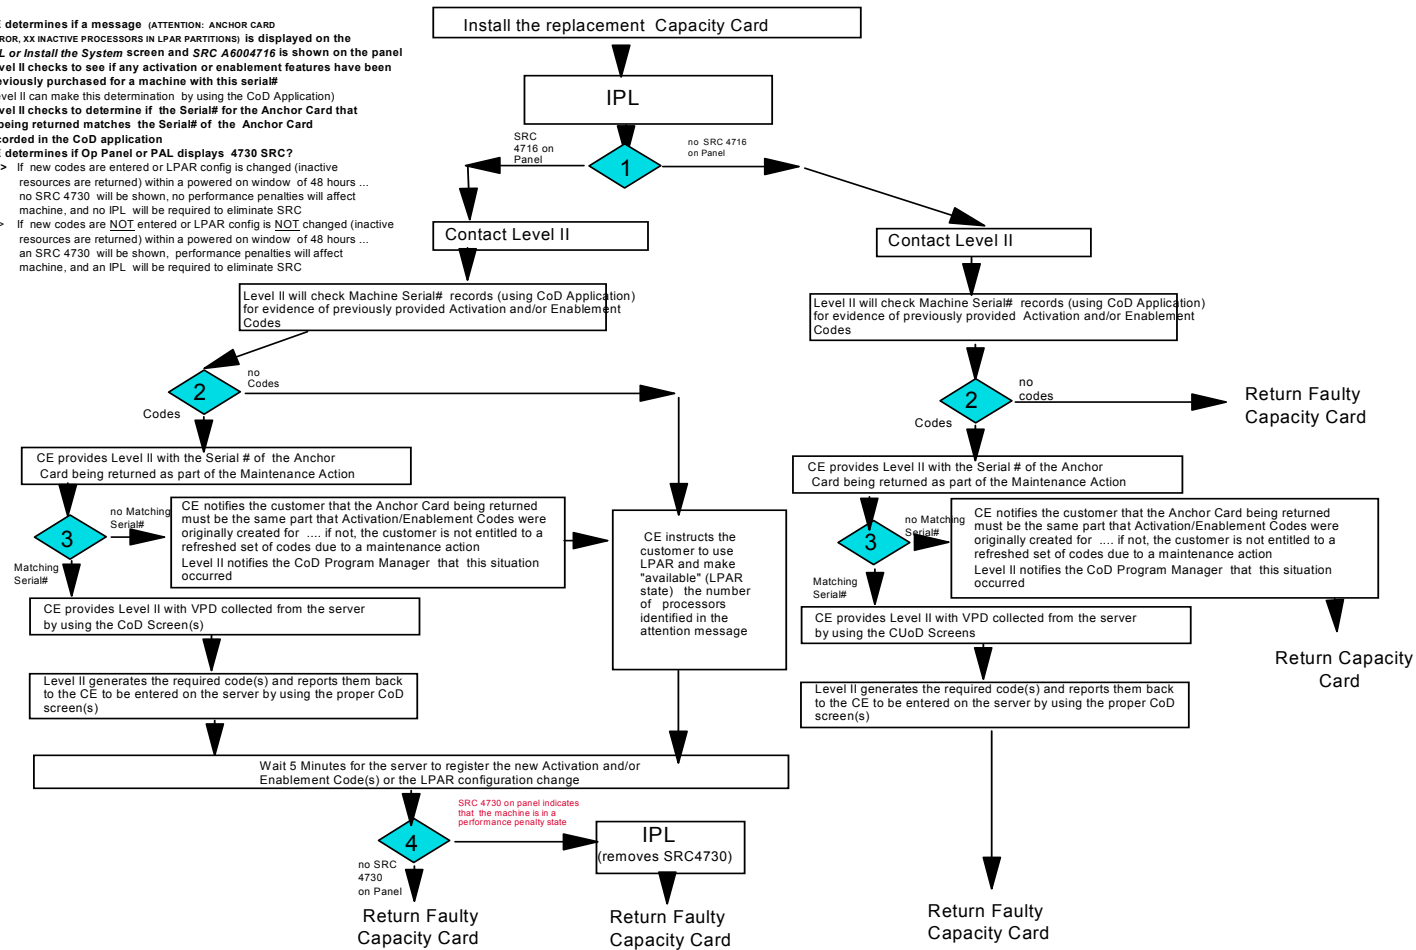 determines if a message (ATTENTION: ANCHOR CARD
XX INACTIVE PROCESSORS IN LPAR PARTITIONS) is displayed on the
or Install the System screen and SRC A6004716 is shown on the panel
II checks to see if any activation or enablement features have been
purchased for a machine with this serial#
II can make this determination by using the CoD Application)
II checks to determine if the Serial# for the Anchor Card that
being returned matches the Serial# of the Anchor Card
in the CoD application
determines if Op Panel or PAL displays 4730 SRC?
> If new codes are entered or LPAR config is changed (inactive
resources are returned) within a powered on window of 48 hours ...
no SRC 4730 will be shown, no performance penalties will affect
machine, and no IPL will be required to eliminate SRC
> If new codes are NOT entered or LPAR config is NOT changed (inactive
resources are returned) within a powered on window of 48 hours ...
an SRC 4730 will be shown, performance penalties will affect
machine, and an IPL will be required to eliminate SRC
Install the replacement Capacity Card
IPL
1
SRC
4716 on
Panel
no SRC 4716
on Panel
Contact Level II
Level II will check Machine Serial# records (using CoD Application)
for evidence of previously provided Activation and/or Enablement
Codes
2
no
Codes
Codes
CE provides Level II with the Serial # of the Anchor
Card being returned as part of the Maintenance Action
3
no Matching
Serial#
CE notifies the customer that the Anchor Card being returned
must be the same part that Activation/Enablement Codes were
originally created for .... if not, the customer is not entitled to a
refreshed set of codes due to a maintenance action
Level II notifies the CoD Program Manager that this situation
occurred
Matching
Serial#
CE provides Level II with VPD collected from the server
by using the CoD Screen(s)
Level II generates the required code(s) and reports them back
to the CE to be entered on the server by using the proper CoD
screen(s)
CE instructs the
customer to use
LPAR and make
"available" (LPAR
state) the number
of processors
identified in the
attention message
Wait 5 Minutes for the server to register the new Activation and/or
Enablement Code(s) or the LPAR configuration change
4
SRC 4730 on panel indicates
that the machine is in a
performance penalty state
no SRC
4730
on Panel
IPL
(removes SRC4730)
Return Faulty
Capacity Card
Return Faulty
Capacity Card
Contact Level II
Level II will check Machine Serial# records (using CoD Application)
for evidence of previously provided Activation and/or Enablement
Codes
2
no
codes
Codes
Return Faulty
Capacity Card
CE provides Level II with the Serial # of the Anchor
Card being returned as part of the Maintenance Action
3
no Matching
Serial#
CE notifies the customer that the Anchor Card being returned
must be the same part that Activation/Enablement Codes were
originally created for .... if not, the customer is not entitled to a
refreshed set of codes due to a maintenance action
Level II notifies the CoD Program Manager that this situation
occurred
Matching
Serial#
CE provides Level II with VPD collected from the server
by using the CUoD Screens
Return Capacity
Card
Level II generates the required code(s) and reports them back
to the CE to be entered on the server by using the proper CoD
screen(s)
Return Faulty
Capacity Card